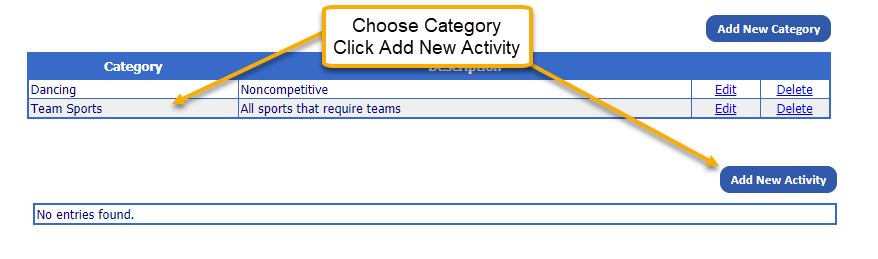 Choose Category
Click Add New Activity
Add New Category
Category Description
Dancing Noncompetitive Edit Delete
Team Sports All sports that require teams Edit Delete
Add New Activity
No entries found.